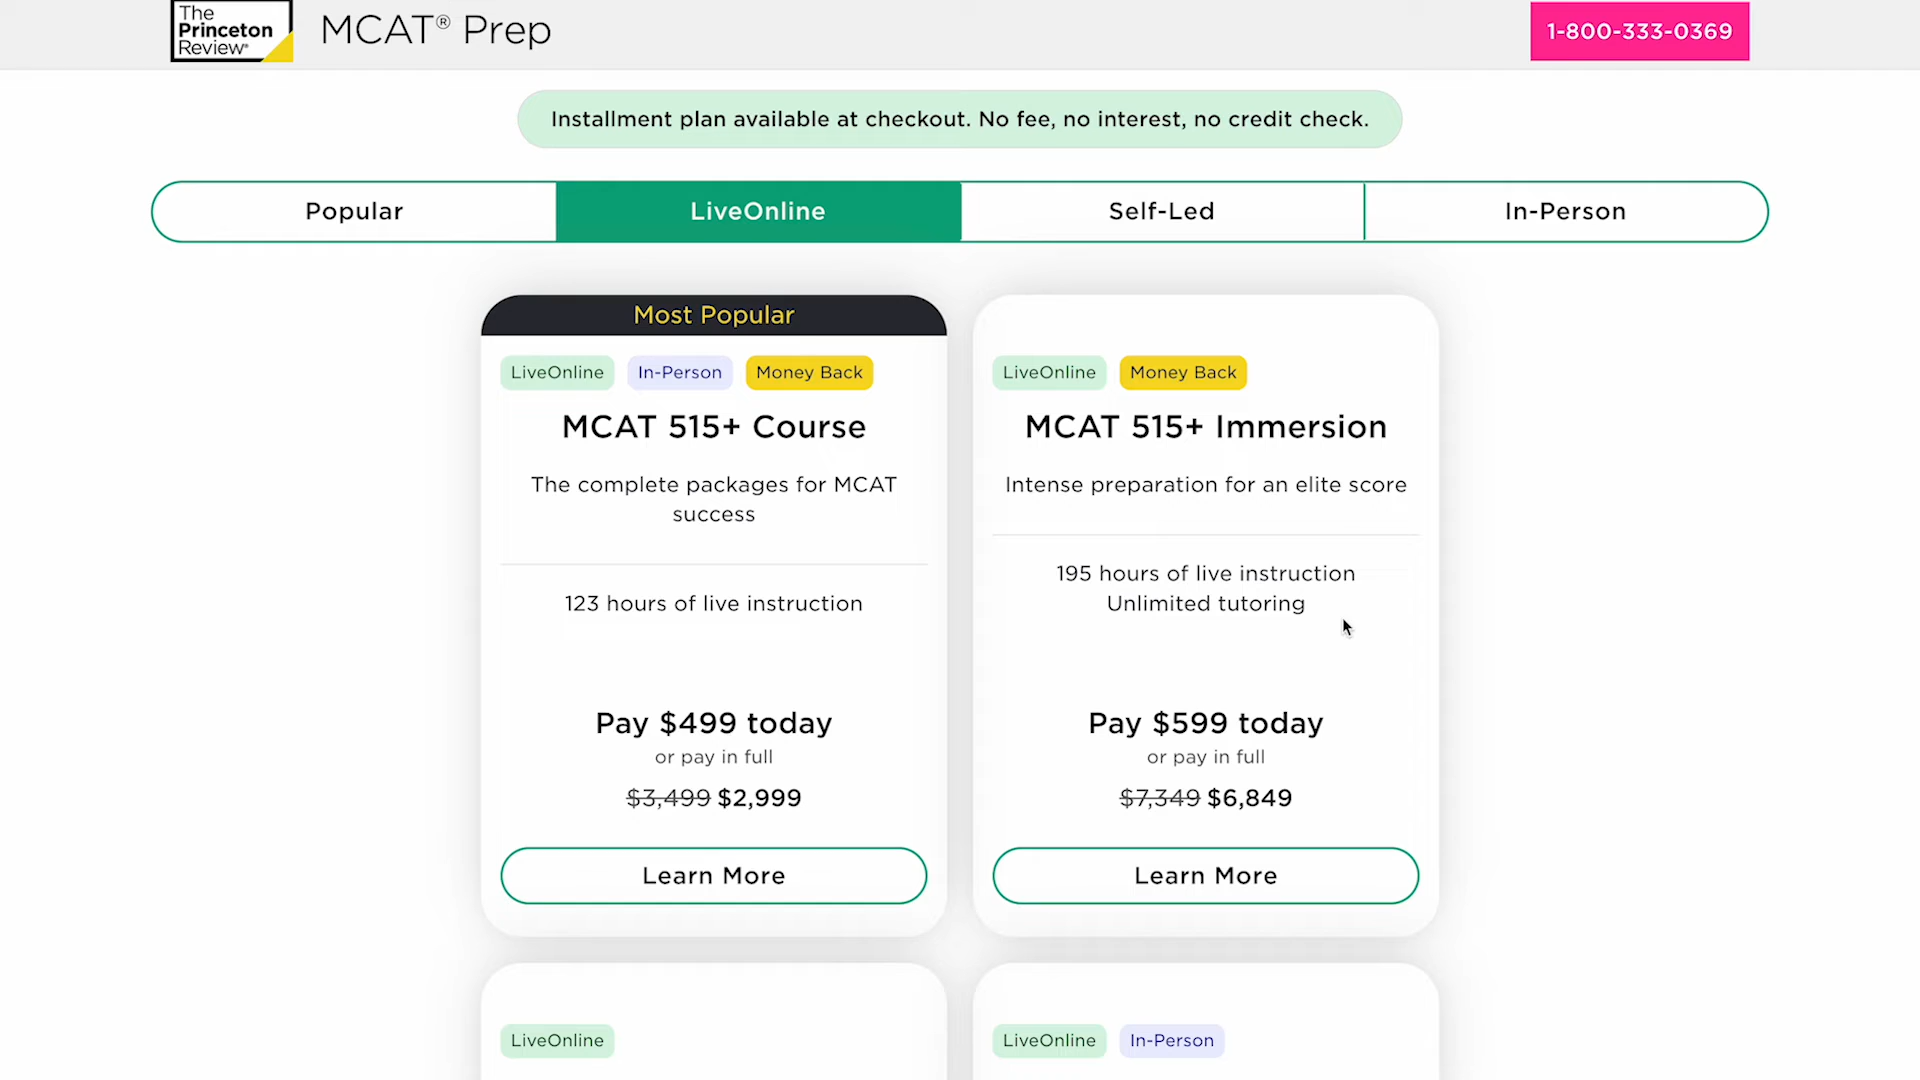 The
Princeton
Review®
MCAT® Prep
1-800-333-0369
Installment plan available at checkout. No fee, no interest, no credit check.
Popular
LiveOnline
Self-Led
In-Person
Most Popular
LiveOnline
In-Person
Money Back
MCAT 515+ Course
The complete packages for MCAT
success
123 hours of live instruction
Pay $499 today
or pay in full
$3,499 $2,999
Learn More
LiveOnline
Money Back
MCAT 515+ Immersion
Intense preparation for an elite score
195 hours of live instruction
Unlimited tutoring
Pay $599 today
or pay in full
$7,349 $6,849
Learn More
LiveOnline
LiveOnline
In-Person